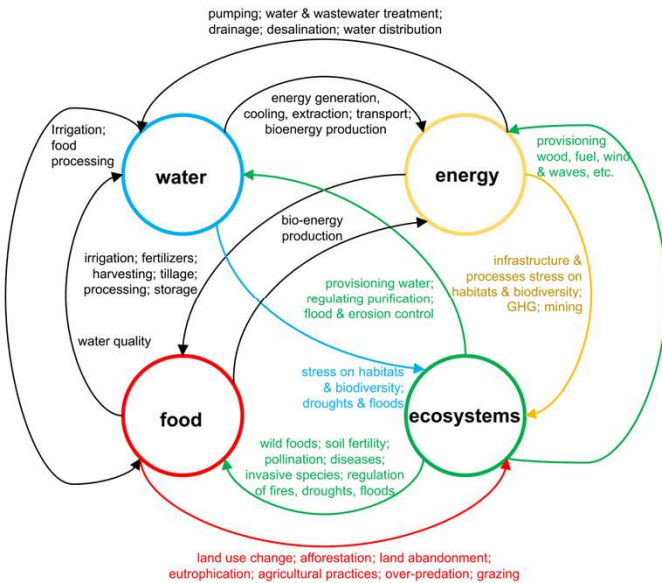 pumping; water & wastewater treatment;
drainage; desalination; water distribution
energy generation,
cooling, extraction; transport;
bioenergy production
Irrigation;
food
processing
provisioning
wood, fuel, wind
& waves, etc.
water
energy
bio-energy
production
irrigation; fertilizers;
harvesting; tillage;
processing; storage
provisioning water;
regulating purification;
flood & erosion control
infrastructure &
processes stress on
habitats & biodiversity;
GHG; mining
water quality
stress on habitats
& biodiversity;
droughts & floods
food
ecosystems
wild foods; soil fertility;
pollination; diseases;
invasive species; regulation
of fires, droughts, floods
land use change; afforestation; land abandonment;
eutrophication; agricultural practices; over-predation; grazing